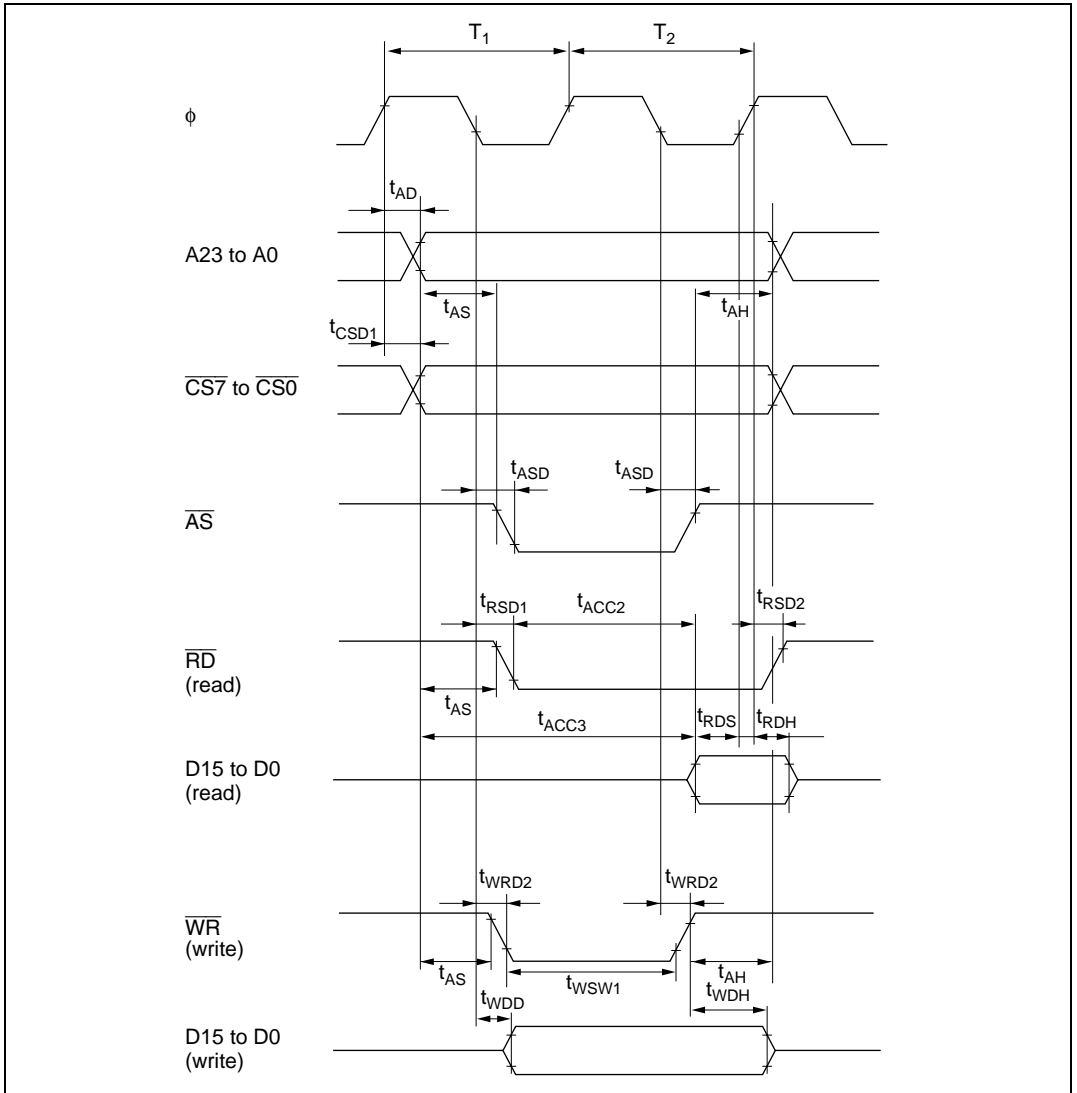 T1 T2
φ
tAD
A23 to A0
tAS tAH
tCSD1
CS7 to CS0
tASD tASD
AS
tRSD1 tACC2 tRSD2
RD
(read)
tAS
tACC3 tRDS tRDH
D15 to D0
(read)
tWRD2 tWRD2
WR
(write)
tAS tWSW1 tAH
tWDD tWDH
D15 to D0
(write)